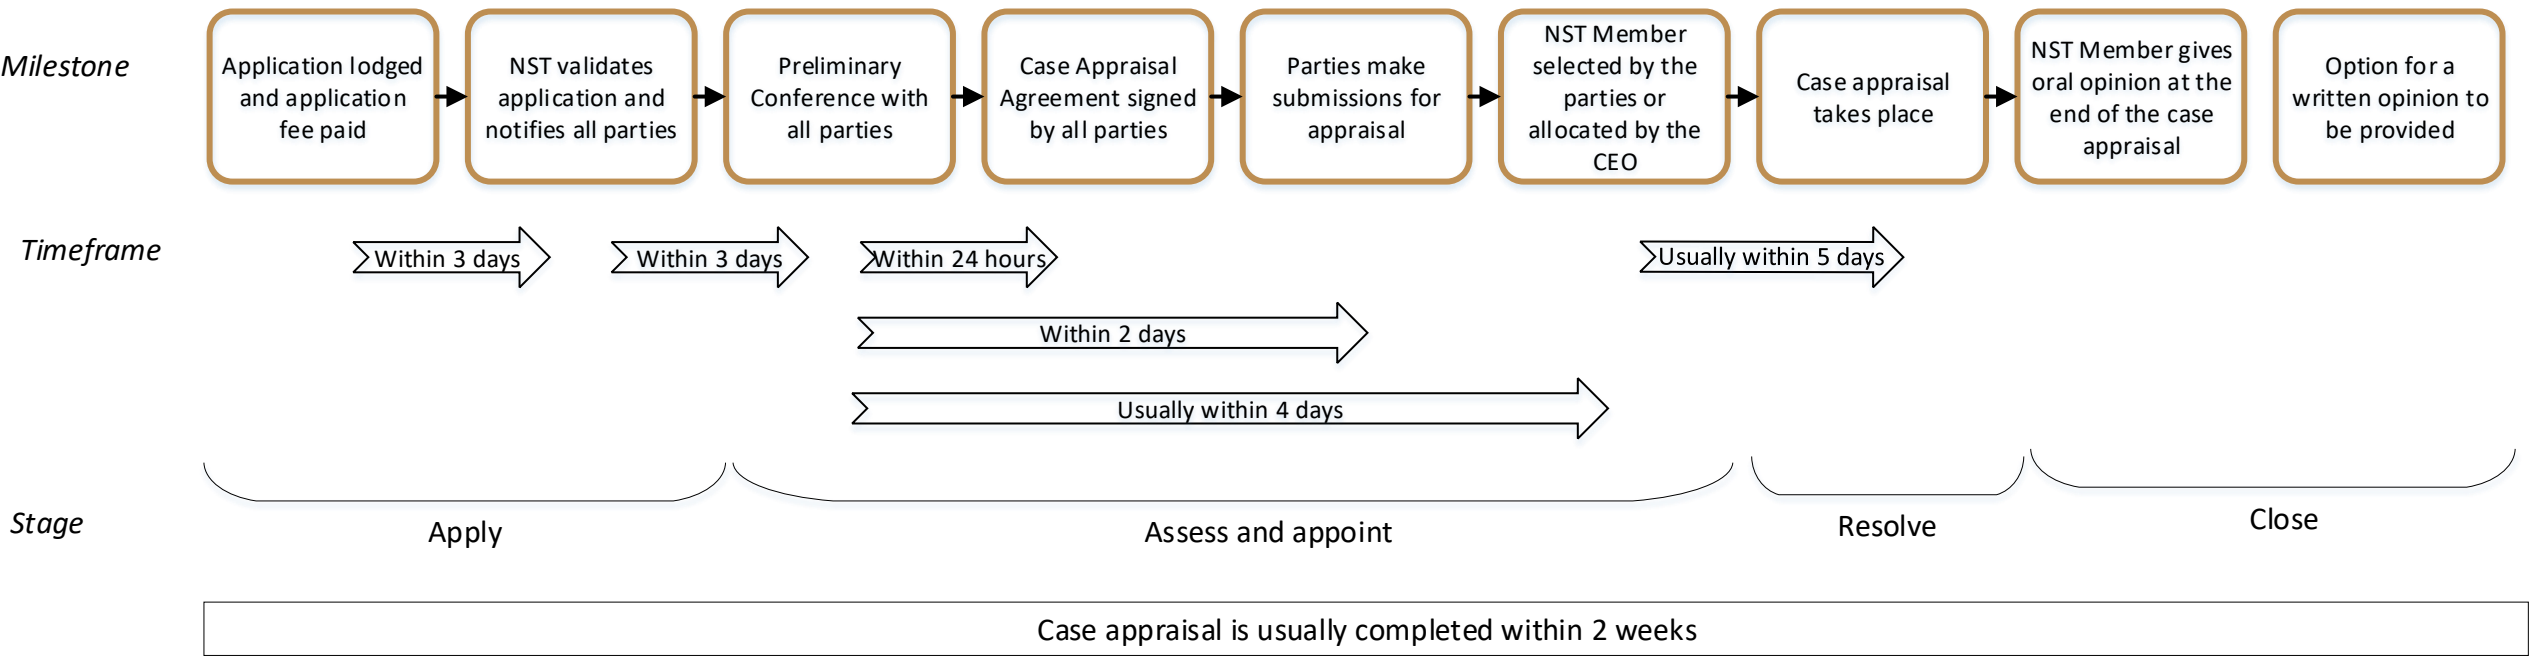 Milestone
Application lodged
and application
fee paid
NST validates
application and
notifies all parties
Preliminary
Conference with
all parties
Case Appraisal
Agreement signed
by all parties
Parties make
submissions for
appraisal
NST Member
selected by the
parties or
allocated by the
CEO
Case appraisal
takes place
NST Member gives
oral opinion at the
end of the case
appraisal
Option for a
written opinion to
be provided
Timeframe
Within 3 days
Within 3 days
Within 24 hours
Usually within 5 days
Within 2 days
Usually within 4 days
Stage
Apply
Assess and appoint
Resolve
Close
Case appraisal is usually completed within 2 weeks